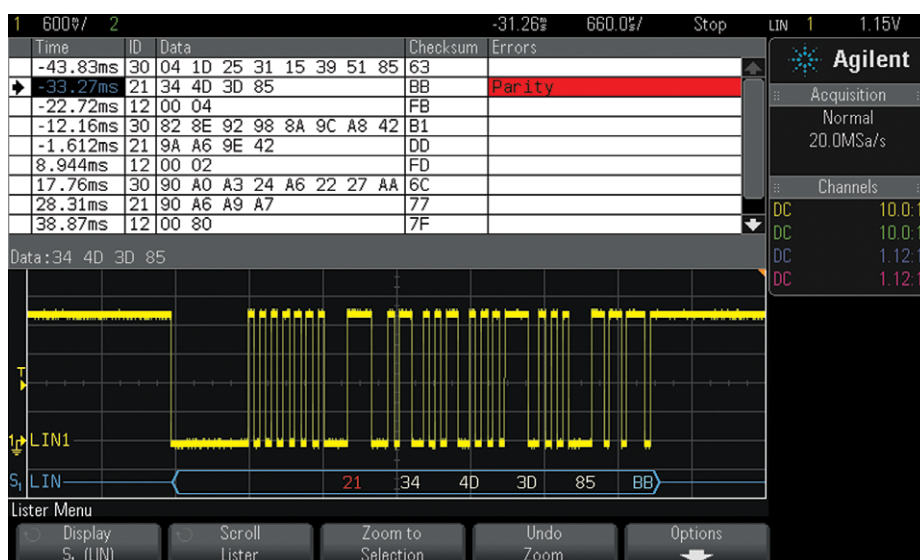 1 600▽/ 2 -31.26▽ 660.0▽/ Stop LIN 1 1.15V
Time ID Data Checksum Errors
-43.83ms 30 04 1D 25 31 15 39 51 85 63
-33.27ms 21 34 4D 3D 85 BB Parity
-22.72ms 12 00 04 FB
-12.16ms 30 82 8E 92 98 8A 9C A8 42 B1
-1.612ms 21 9A A6 9E 42 DD
8.944ms 12 00 02 FD
17.76ms 30 90 A0 A3 24 A6 22 27 AA 6C
28.31ms 21 90 A6 A9 A7 77
38.87ms 12 00 80 7F
Agilent
Acquisition
Normal
20.0MSa/s
Channels
DC 10.0:1
DC 10.0:1
DC 1.12:1
DC 1.12:1
Data:34 4D 3D 85
T
1 LIN1
S1 LIN 21 34 4D 3D 85 BB
Lister Menu
Display
S1 (LIN)
Scroll
Lister
Zoom to
Selection
Undo
Zoom
Options